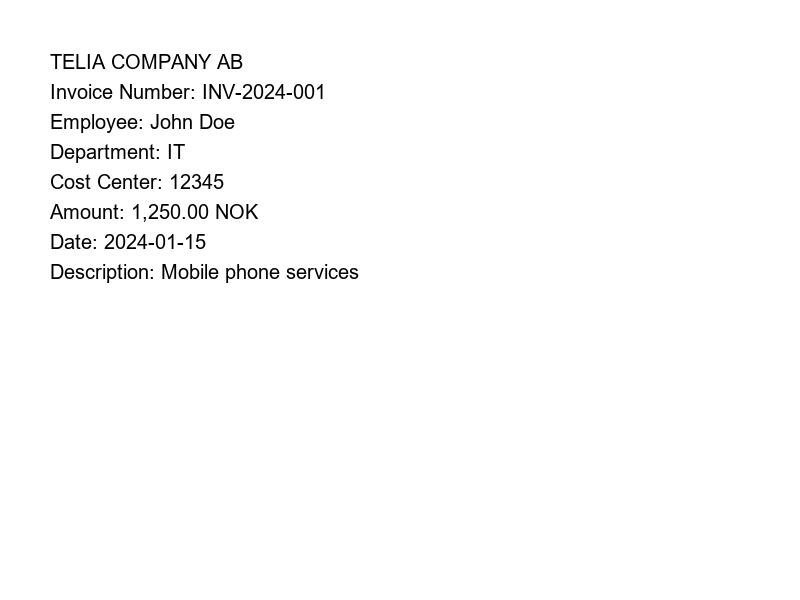 TELIA COMPANY AB
Invoice Number: INV-2024-001
Employee: John Doe
Department: IT
Cost Center: 12345
Amount: 1,250.00 NOK
Date: 2024-01-15
Description: Mobile phone services